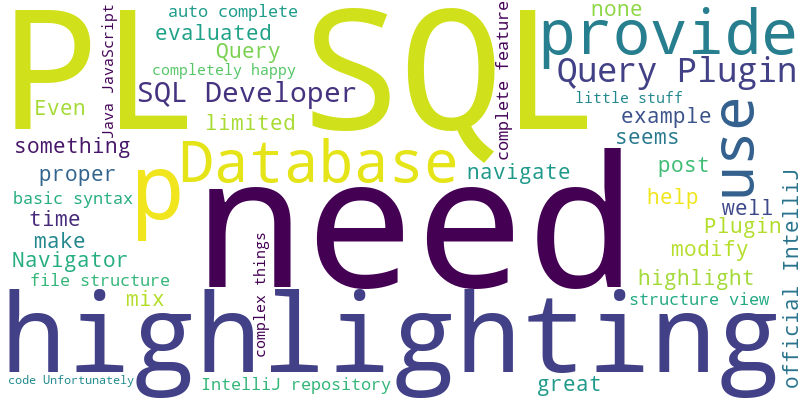 PL SQL
need
highlighting
provide
Database
p
use
Query Plugin
SQL Developer
auto complete
evaluated
Query
completely happy
Java JavaScript
complete feature
none
little stuff
example
seems
Even
limited
something
proper
basic syntax
time
make
Navigator
file structure
mix
navigate
post
help
well
Plugin
modify
highlight
structure view
official IntelliJ
complex things
code Unfortunately
IntelliJ repository
great